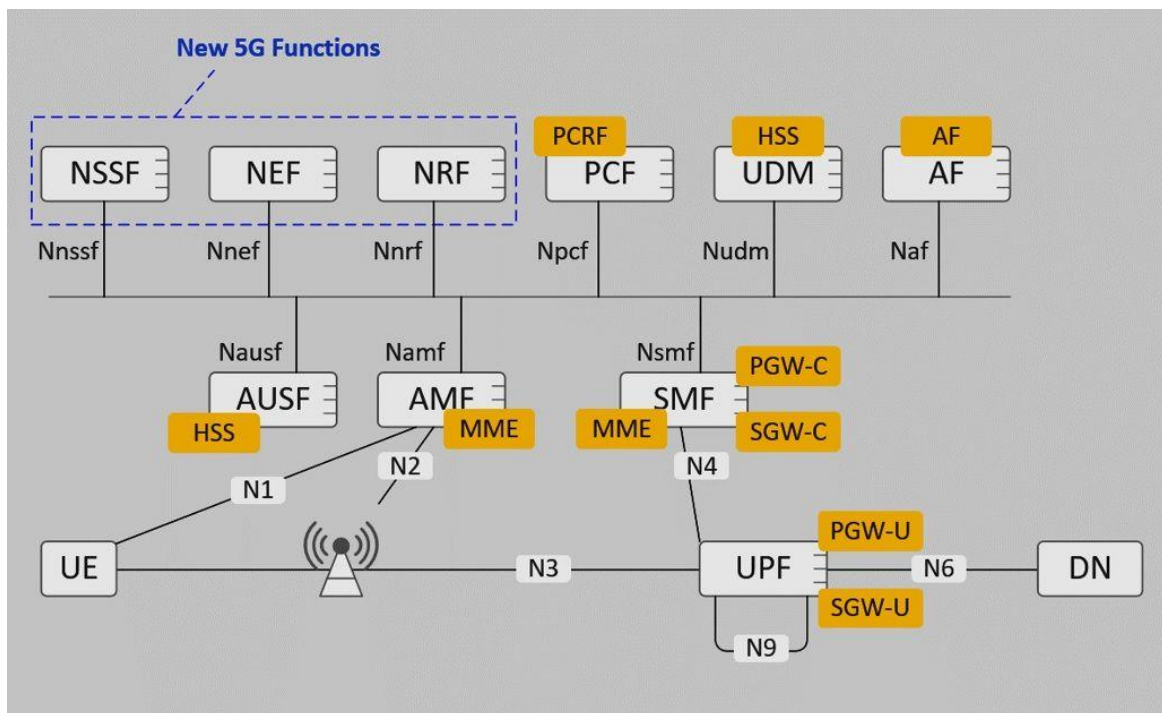 New 5G Functions
PCRF
HSS
AF
NSSF
NEF
NRF
PCF
UDM
AF
Nnssf
Nnef
Nnrf
Npcf
Nudm
Naf
Nausf
Namf
Nsmf
PGW-C
AUSF
AMF
SMF
HSS
MME
MME
SGW-C
N1
N2
N4
PGW-U
UE
N3
UPF
N6
DN
SGW-U
N9